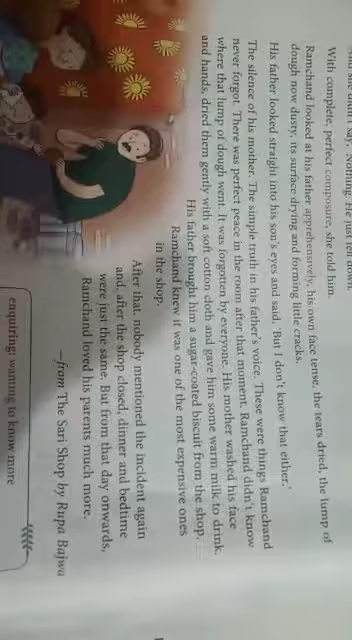 say. Nothing. He just fell down.
With complete, perfect composure, she told him.
Ramchand looked at his father apprehensively, his own face tense, the tears dried, the lump of
dough now dusty, its surface drying and forming little cracks.
His father looked straight into his son's eyes and said, 'But I don't know that either.'
The silence of his mother. The simple truth in his father's voice. These were things Ramchand
never forgot. There was perfect peace in the room after that moment. Ramchand didn't know
where that lump of dough went. It was forgotten by everyone. His mother washed his face
and hands, dried them gently with a soft cotton cloth and gave him some warm milk to drink.
His father brought him a sugar-coated biscuit from the shop.
Ramchand knew it was one of the most expensive ones
in the shop.
After that, nobody mentioned the incident again
and, after the shop closed, dinner and bedtime
were just the same. But from that day onwards,
Ramchand loved his parents much more.
—from The Sari Shop by Rupa Bajwa
enquiring: wanting to know more